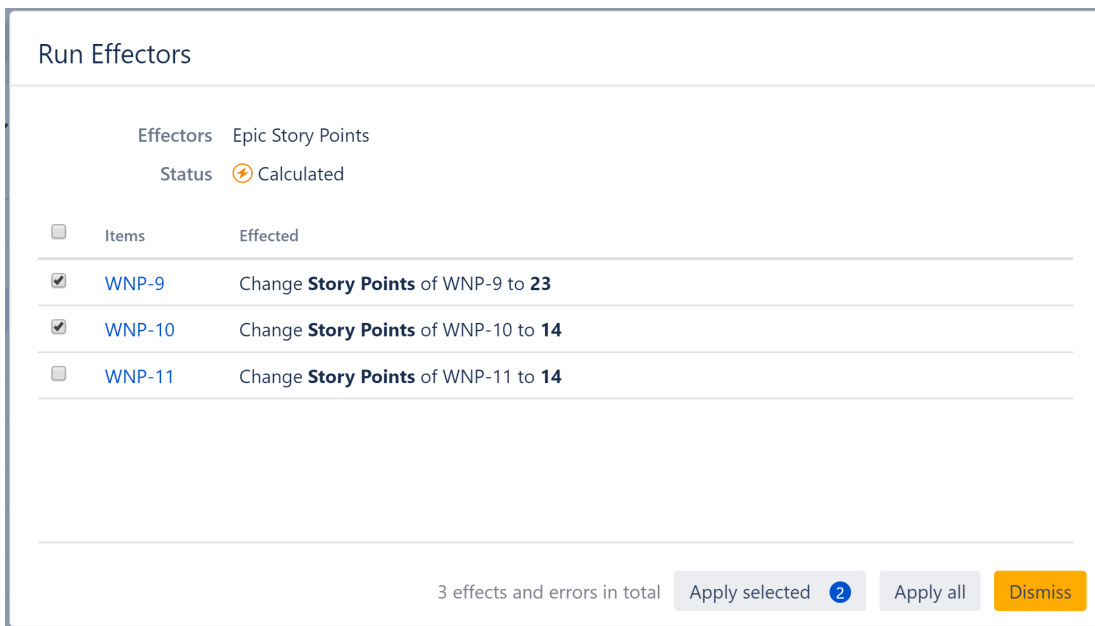 Run Effectors
Effectors Epic Story Points
Status Calculated
Items Effected
WNP-9 Change Story Points of WNP-9 to 23
WNP-10 Change Story Points of WNP-10 to 14
WNP-11 Change Story Points of WNP-11 to 14
3 effects and errors in total Apply selected 2 Apply all Dismiss